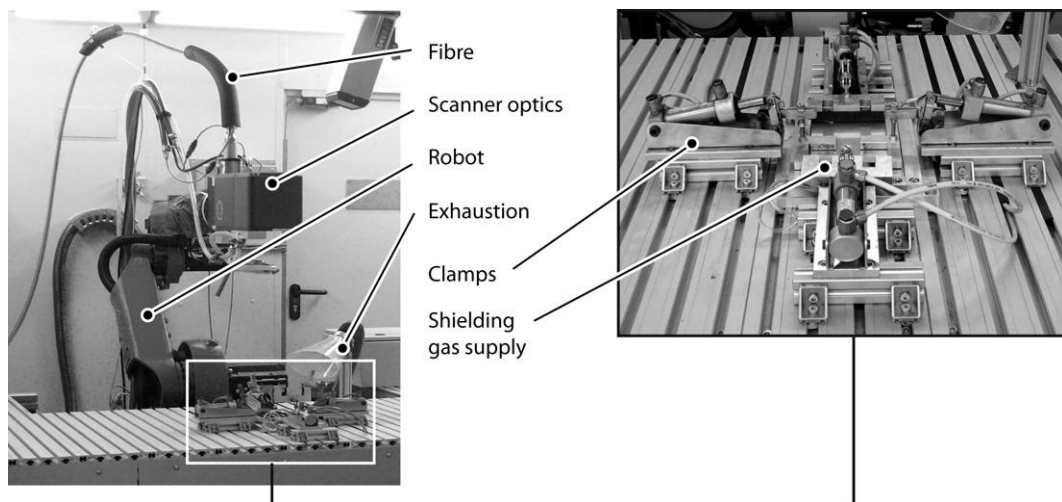 Fibre
Scanner optics
Robot
Exhaustion
Clamps
Shielding
gas supply